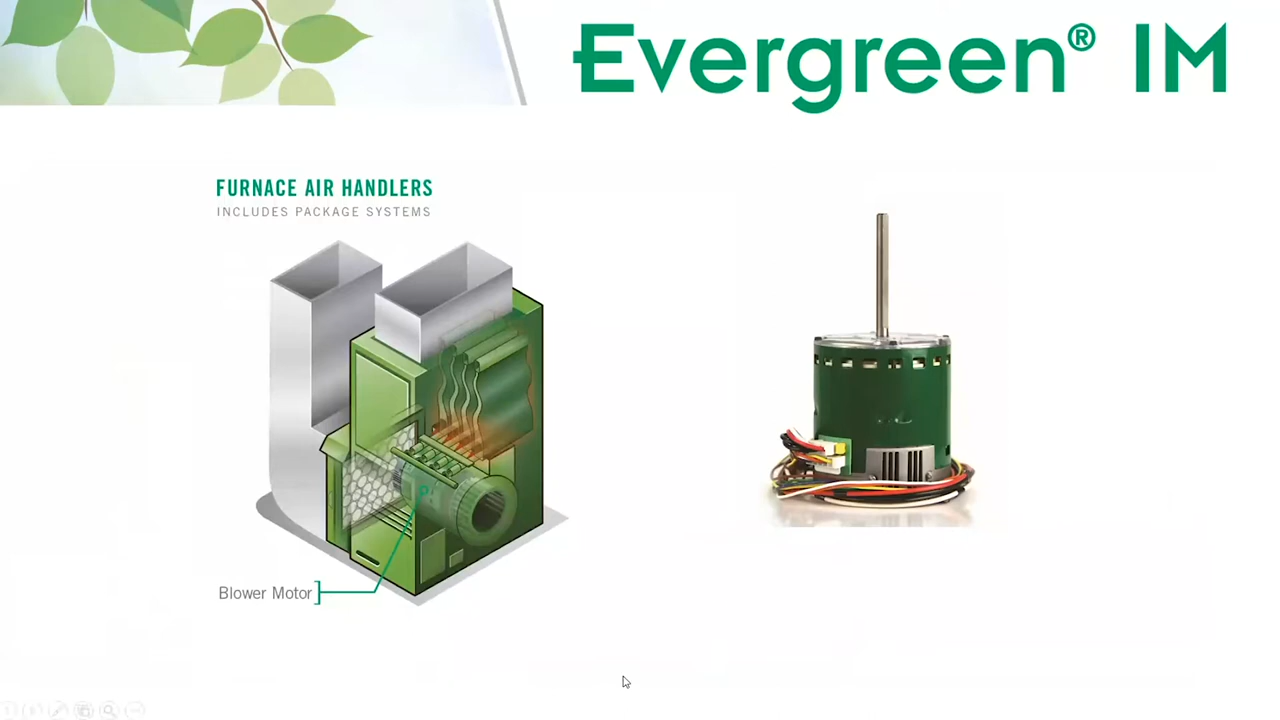 Evergreen® IM
FURNACE AIR HANDLERS
INCLUDES PACKAGE SYSTEMS
Blower Motor